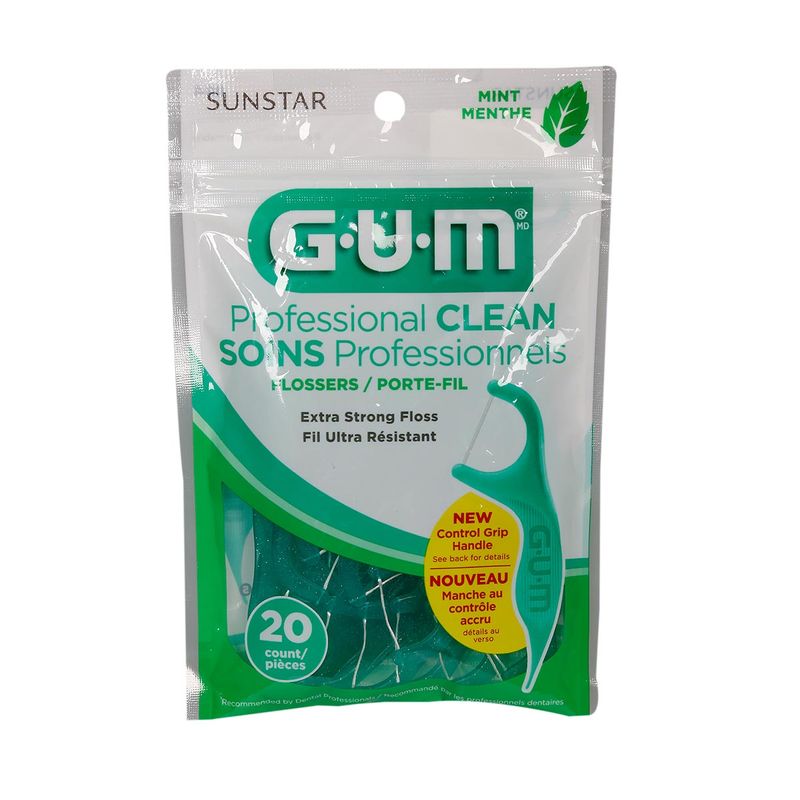 SUNSTAR
MINT
MENTHE
G·U·M®
MD
Professional CLEAN
SOINS Professionnels
FLOSSERS / PORTE-FIL
Extra Strong Floss
Fil Ultra Résistant
G·U·M
NEW
Control Grip
Handle
See back for details
NOUVEAU
Manche au
contrôle
accru
détails au
verso
20
count/
pièces
Recommended by Dental Professionals / Recommandé par les professionnels dentaires